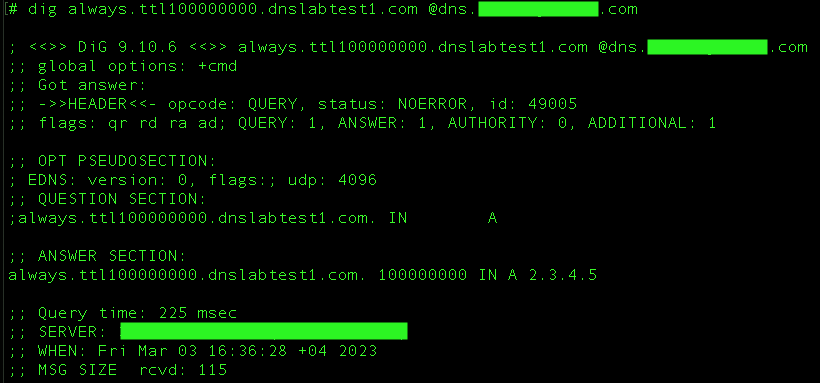 [# dig always.ttl100000000.dnslabtest1.com @dns. .com
; <<>> DiG 9.10.6 <<>> always.ttl100000000.dnslabtest1.com @dns. .com
;; global options: +cmd
;; Got answer:
;; ->>HEADER<<- opcode: QUERY, status: NOERROR, id: 49005
;; flags: qr rd ra ad; QUERY: 1, ANSWER: 1, AUTHORITY: 0, ADDITIONAL: 1
;; OPT PSEUDOSECTION:
; EDNS: version: 0, flags:; udp: 4096
;; QUESTION SECTION:
;always.ttl100000000.dnslabtest1.com. IN A
;; ANSWER SECTION:
always.ttl100000000.dnslabtest1.com. 100000000 IN A 2.3.4.5
;; Query time: 225 msec
;; SERVER:
;; WHEN: Fri Mar 03 16:36:28 +04 2023
;; MSG SIZE rcvd: 115